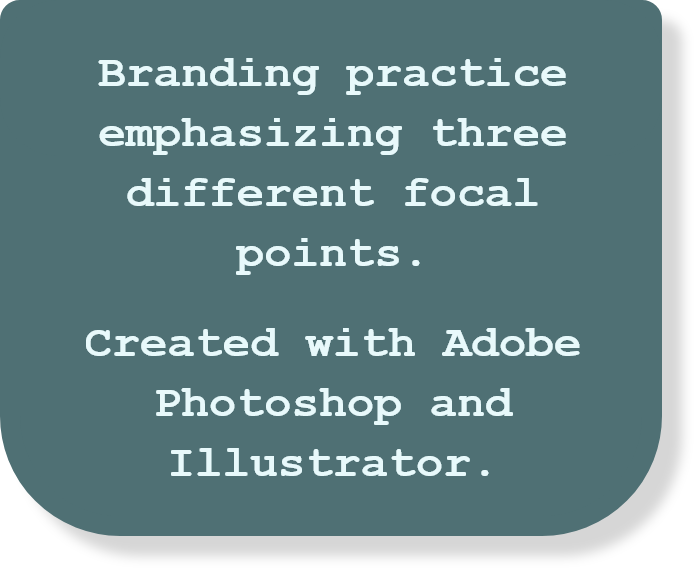 Branding practice
emphasizing three
different focal
points.
Created with Adobe
Photoshop and
Illustrator.